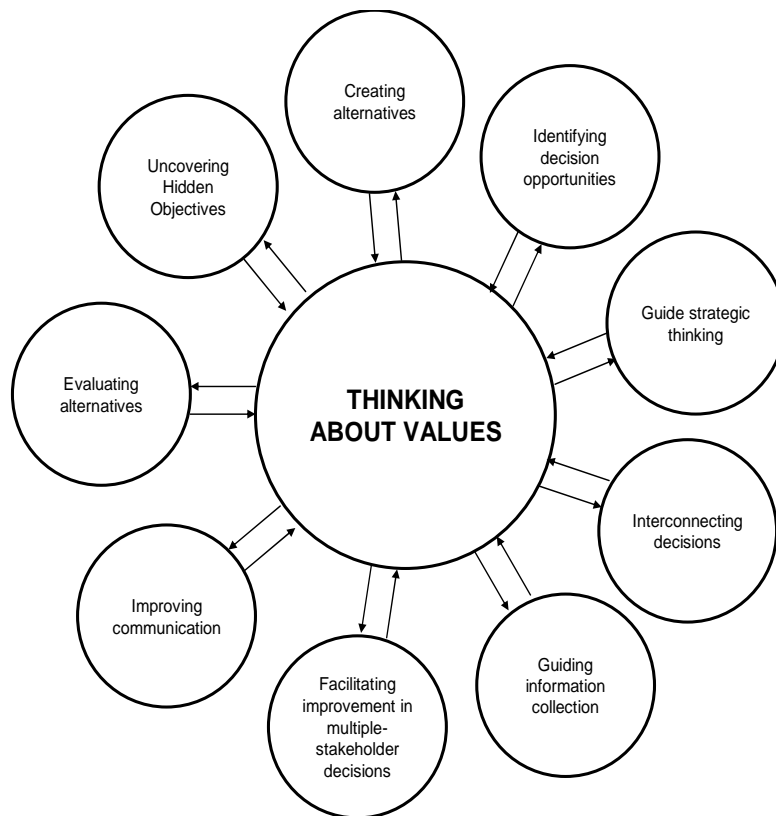 Creating
alternatives
Identifying
decision
opportunities
Uncovering
Hidden
Objectives
Guide strategic
thinking
Evaluating
alternatives
THINKING
ABOUT VALUES
Interconnecting
decisions
Improving
communication
Guiding
information
collection
Facilitating
improvement in
multiple-
stakeholder
decisions